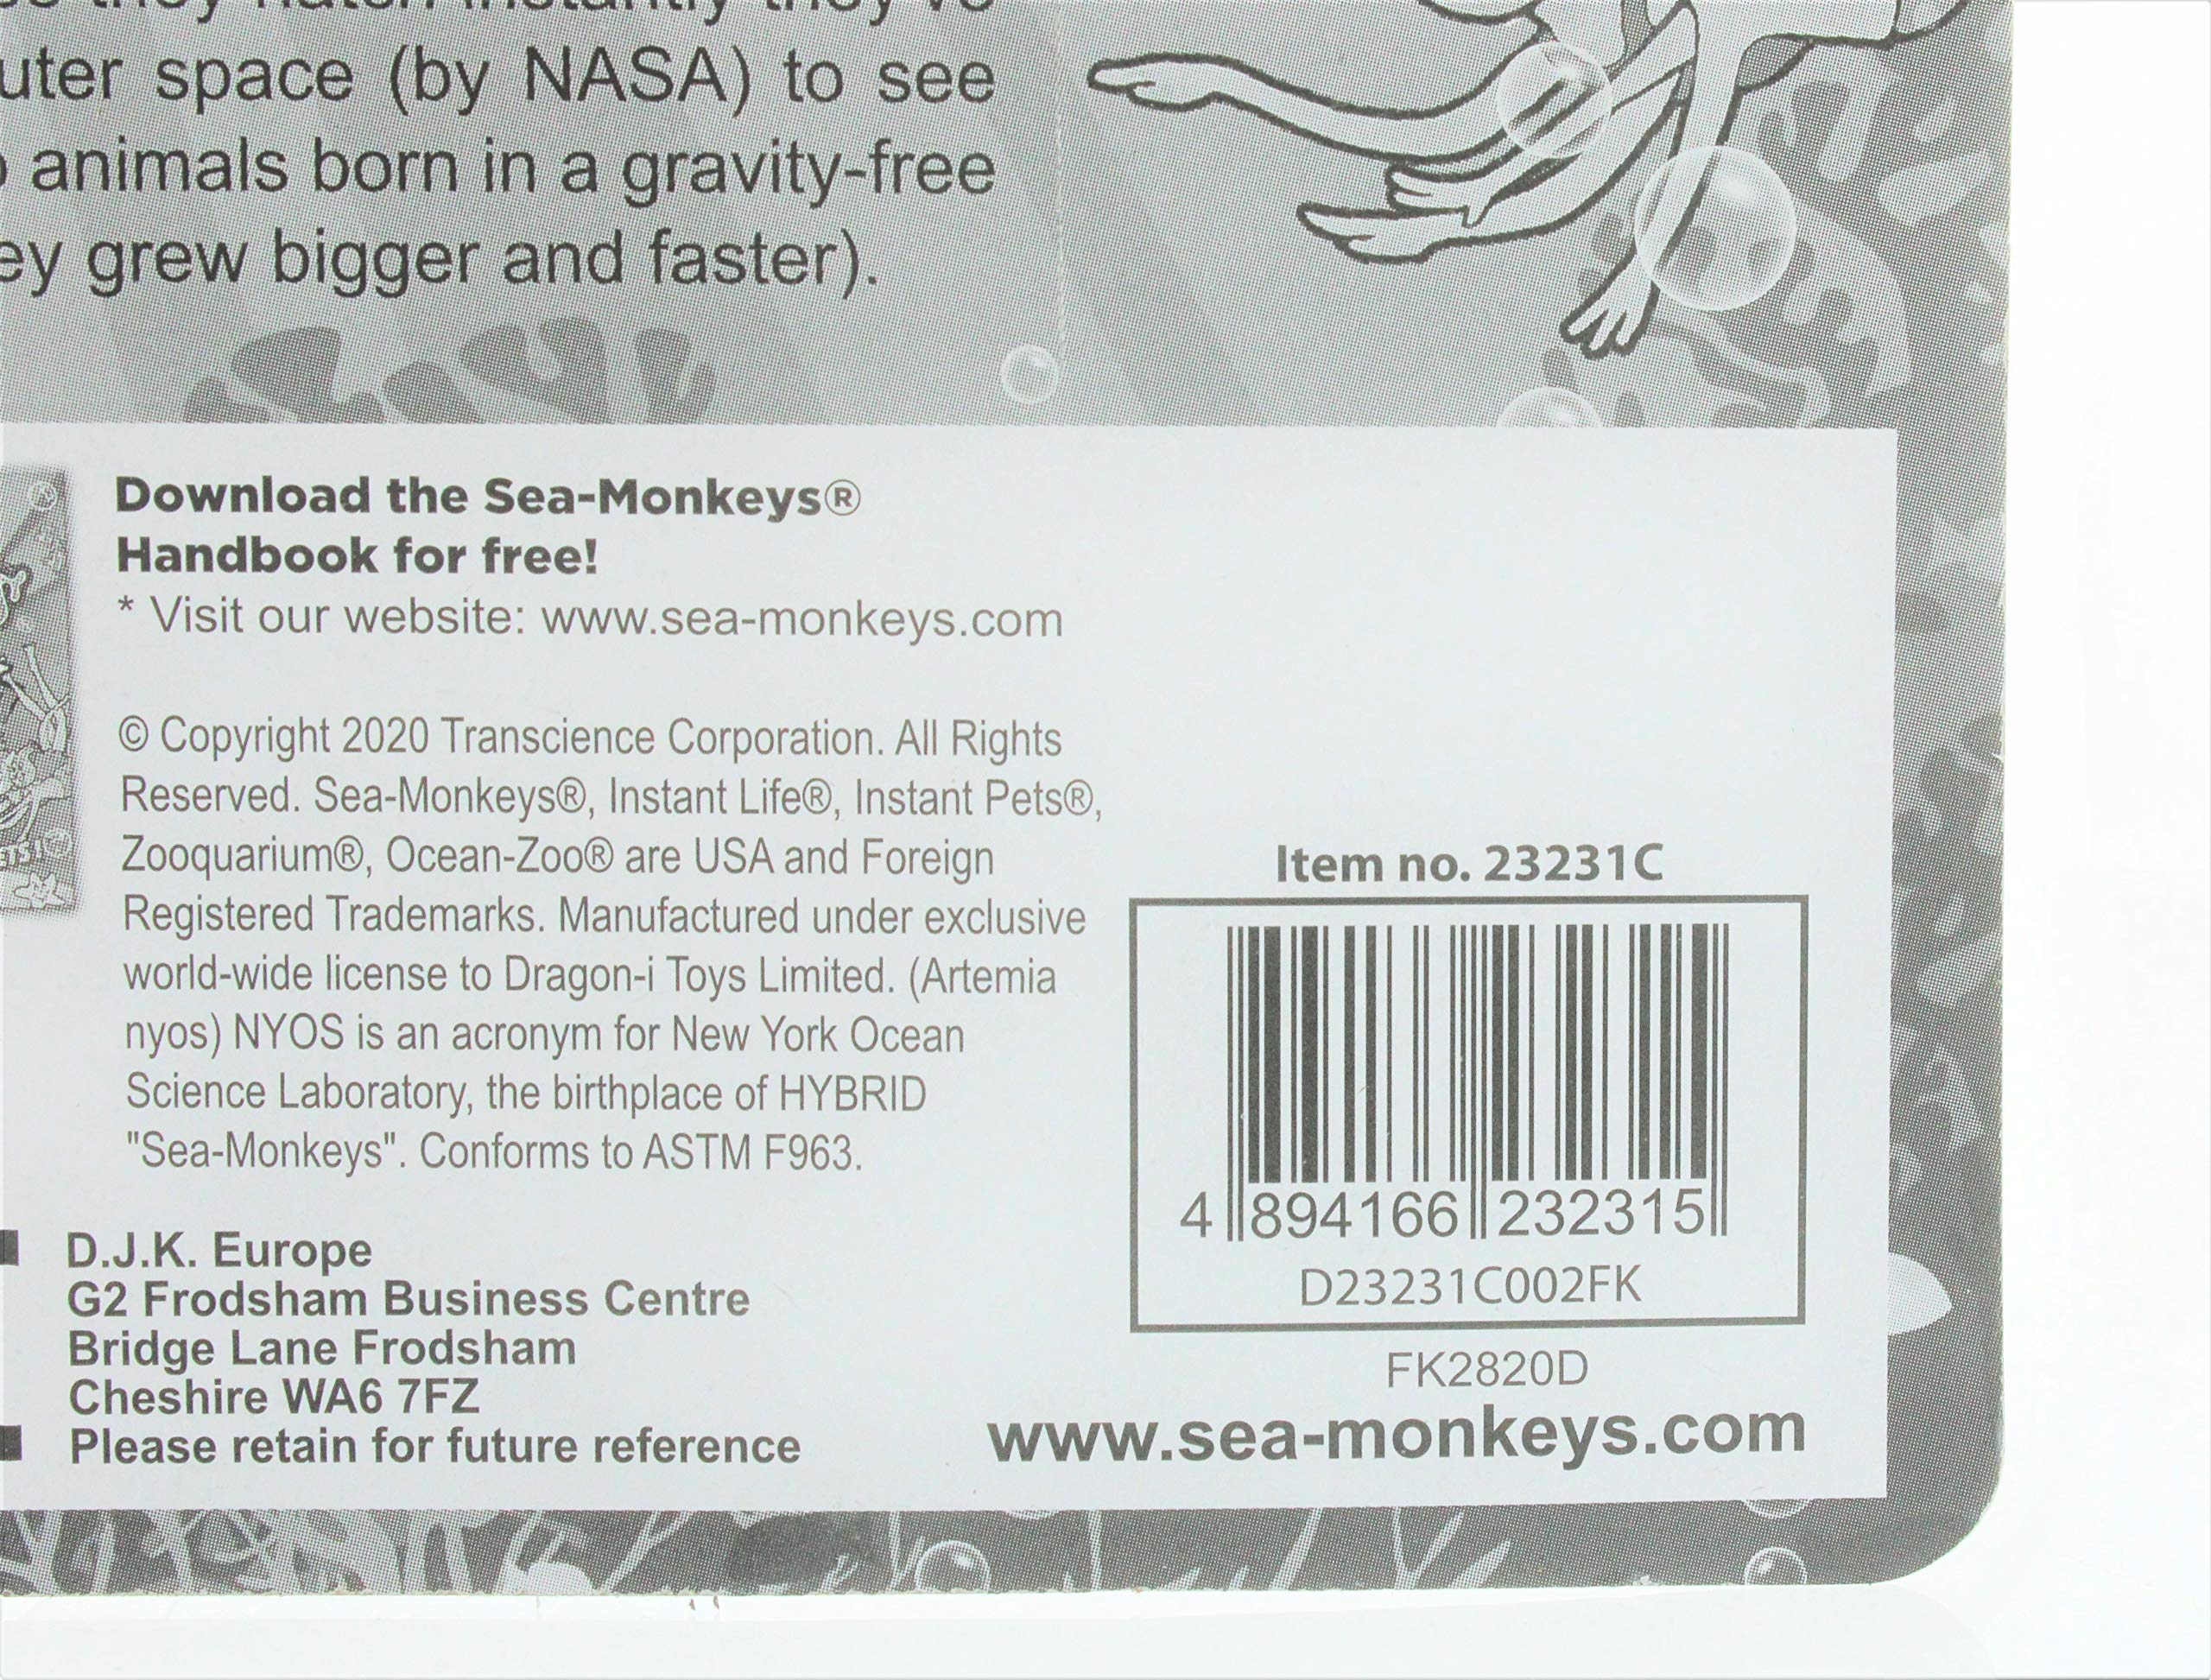 space (by NASA) to see
animals born in a gravity-free
grew bigger and faster).
Download the Sea-Monkeys®
Handbook for free!
* Visit our website: www.sea-monkeys.com
© Copyright 2020 Transcience Corporation. All Rights
Reserved. Sea-Monkeys®, Instant Life®, Instant Pets®,
Zooquarium®, Ocean-Zoo® are USA and Foreign
Registered Trademarks. Manufactured under exclusive
world-wide license to Dragon-i Toys Limited. (Artemia
nyos) NYOS is an acronym for New York Ocean
Science Laboratory, the birthplace of HYBRID
"Sea-Monkeys". Conforms to ASTM F963.
D.J.K. Europe
G2 Frodsham Business Centre
Bridge Lane Frodsham
Cheshire WA6 7FZ
Please retain for future reference
Item no. 23231C
4 894166 232315
D23231C002FK
FK2820D
www.sea-monkeys.com